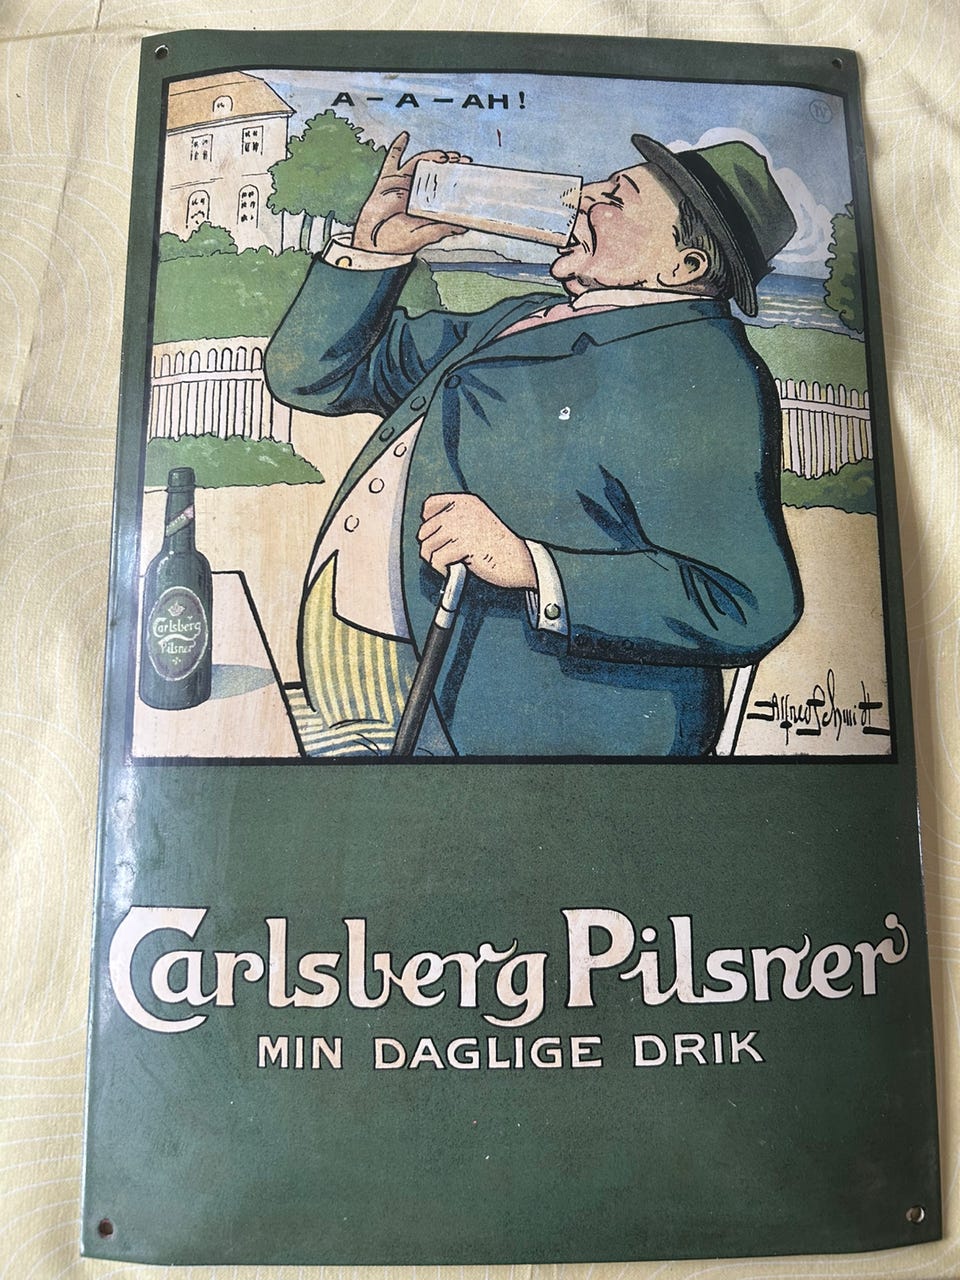 A – A – AH!
Carlsberg
Pilsner
Alfred Schmidt
Carlsberg Pilsner
MIN DAGLIGE DRIK